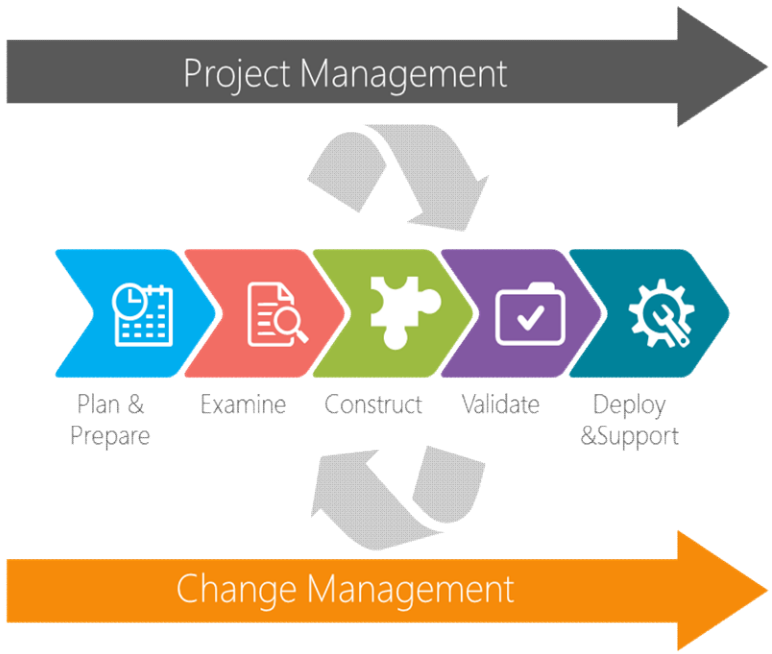 Project Management
Plan &
Prepare
Examine
Construct
Validate
Deploy
&Support
Change Management